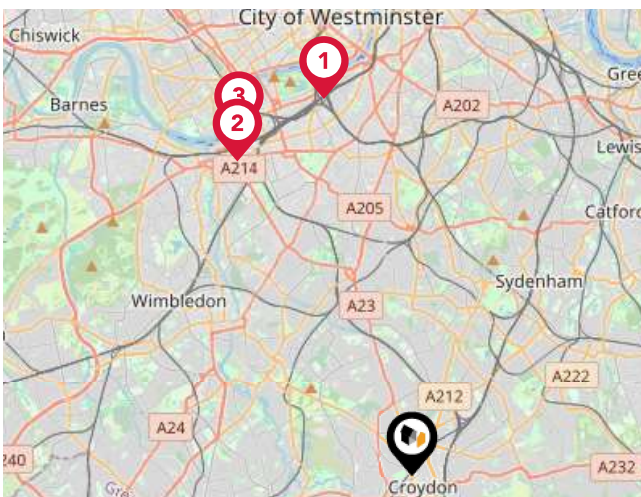 City of Westminster
Chiswick
1
Gree
3
Barnes
A202
2
Lewis
A214
A205
Catford
Sydenham
Wimbledon
A23
A222
A212
A24
240
A232
Croydon
Gre